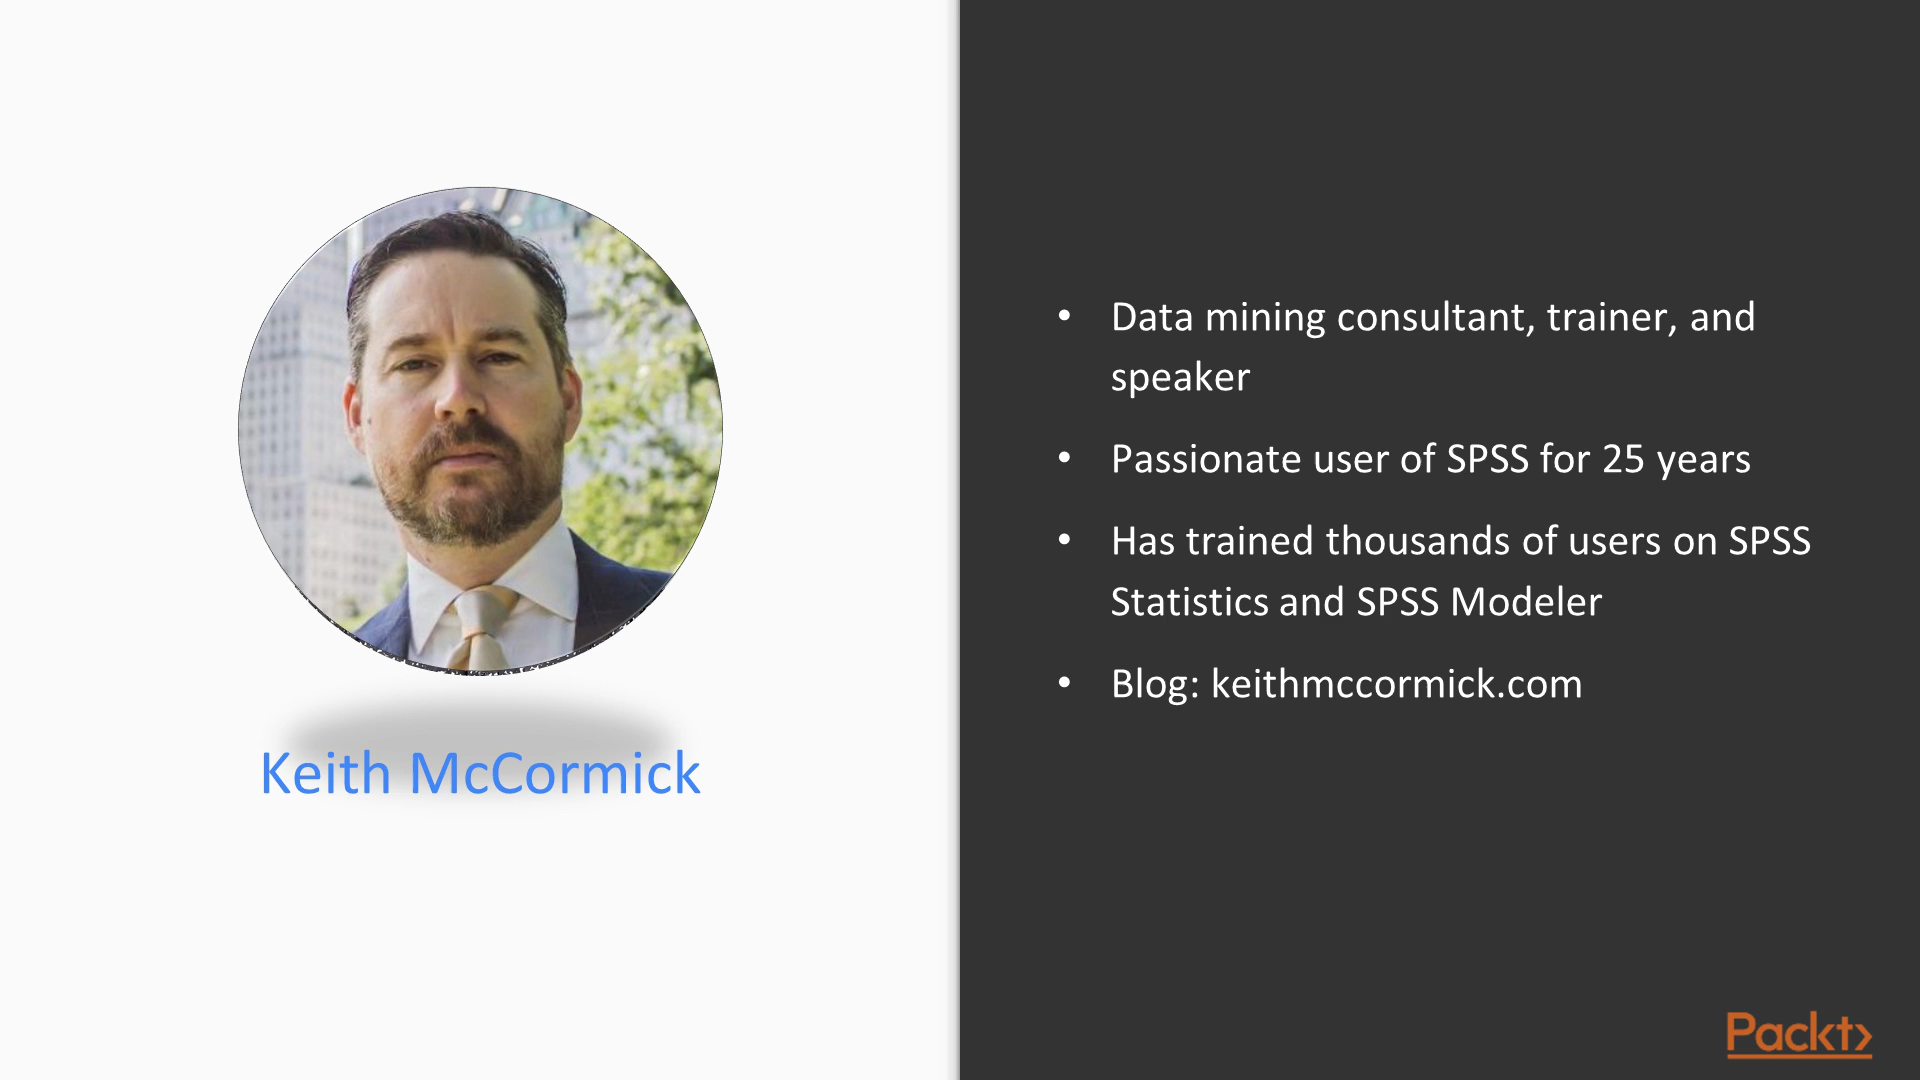 Keith McCormick
• Data mining consultant, trainer, and
speaker
• Passionate user of SPSS for 25 years
• Has trained thousands of users on SPSS
Statistics and SPSS Modeler
• Blog: keithmccormick.com
Packt>